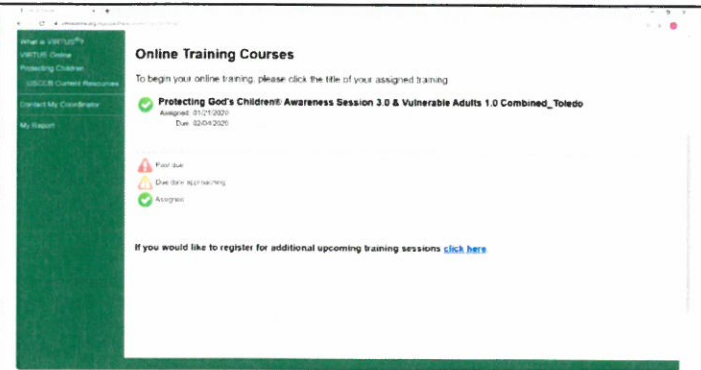 What is VIRTUS®?
VIRTUS Online
Protecting Children
USCCB Current Resources
Contact My Coordinator
My Report
Online Training Courses
To begin your online training, please click the title of your assigned training
Protecting God's Children® Awareness Session 3.0 & Vulnerable Adults 1.0 Combined_Toledo
Assigned: 01/21/2020
Due: 02/04/2020
Past due
Due date approaching
Assigned
If you would like to register for additional upcoming training sessions click here